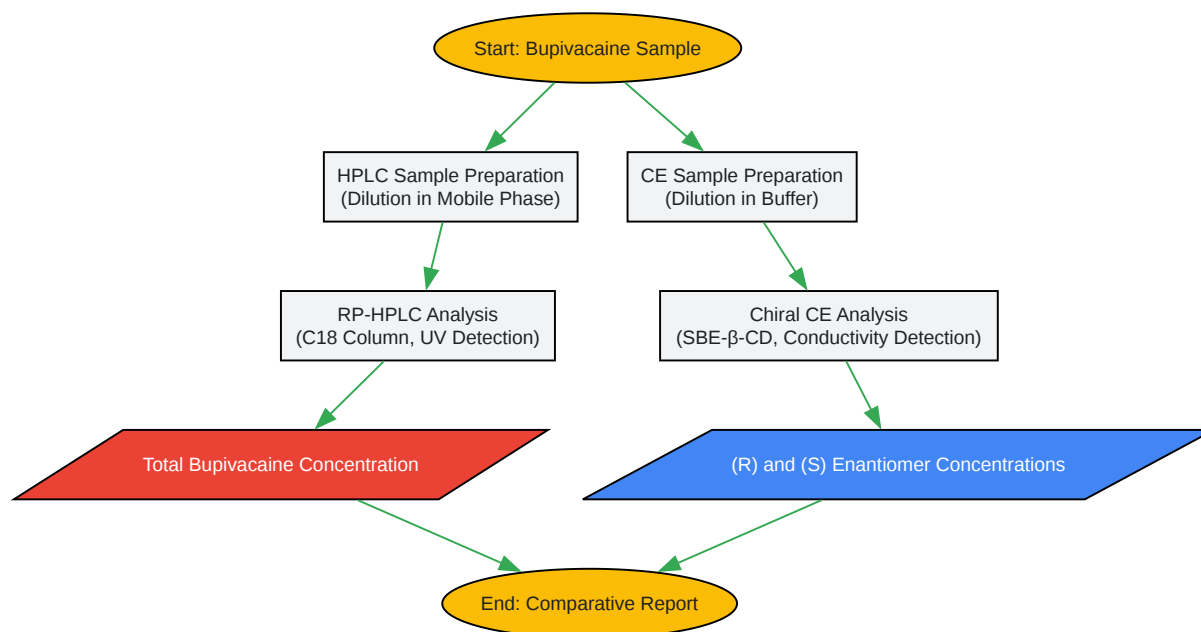 Start: Bupivacaine Sample
HPLC Sample Preparation
(Dilution in Mobile Phase)
CE Sample Preparation
(Dilution in Buffer)
RP-HPLC Analysis
(C18 Column, UV Detection)
Chiral CE Analysis
(SBE-β-CD, Conductivity Detection)
Total Bupivacaine Concentration
(R) and (S) Enantiomer Concentrations
End: Comparative Report